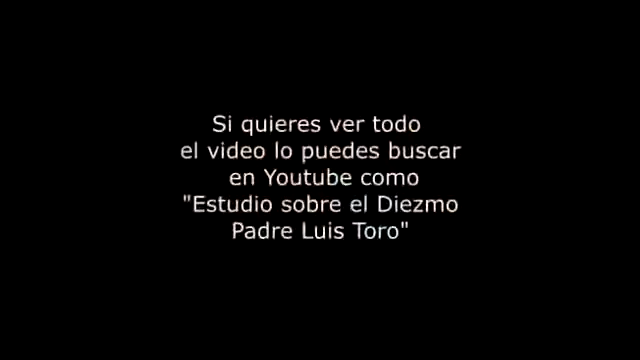 Si quieres ver todo
el video lo puedes buscar
en Youtube como
"Estudio sobre el Diezmo
Padre Luis Toro"